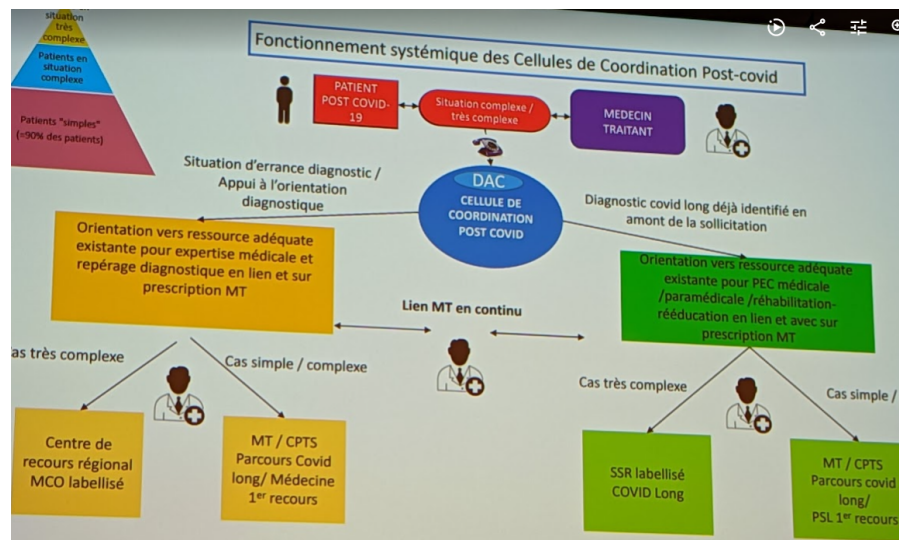 situation
très
complexe
Patients en
situation
complexe
Patients "simples"
(=90% des patients)
Fonctionnement systémique des Cellules de Coordination Post-covid
PATIENT
POST COVID-
19
Situation complexe /
très complexe
MEDECIN
TRAITANT
DAC
CELLULE DE
COORDINATION
POST COVID
Situation d'errance diagnostic /
Appui à l'orientation
diagnostique
Diagnostic covid long déjà identifié en
amont de la sollicitation
Orientation vers ressource adéquate
existante pour expertise médicale et
repérage diagnostique en lien et sur
prescription MT
Orientation vers ressource adéquate
existante pour PEC médicale
/paramédicale /réhabilitation-
rééducation en lien et avec sur
prescription MT
Lien MT en continu
as très complexe
Cas simple / complexe
Cas très complexe
Cas simple /
Centre de
recours régional
MCO labellisé
MT / CPTS
Parcours Covid
long/ Médecine
1er recours
SSR labellisé
COVID Long
MT / CPTS
Parcours covid
long/
PSL 1er recours